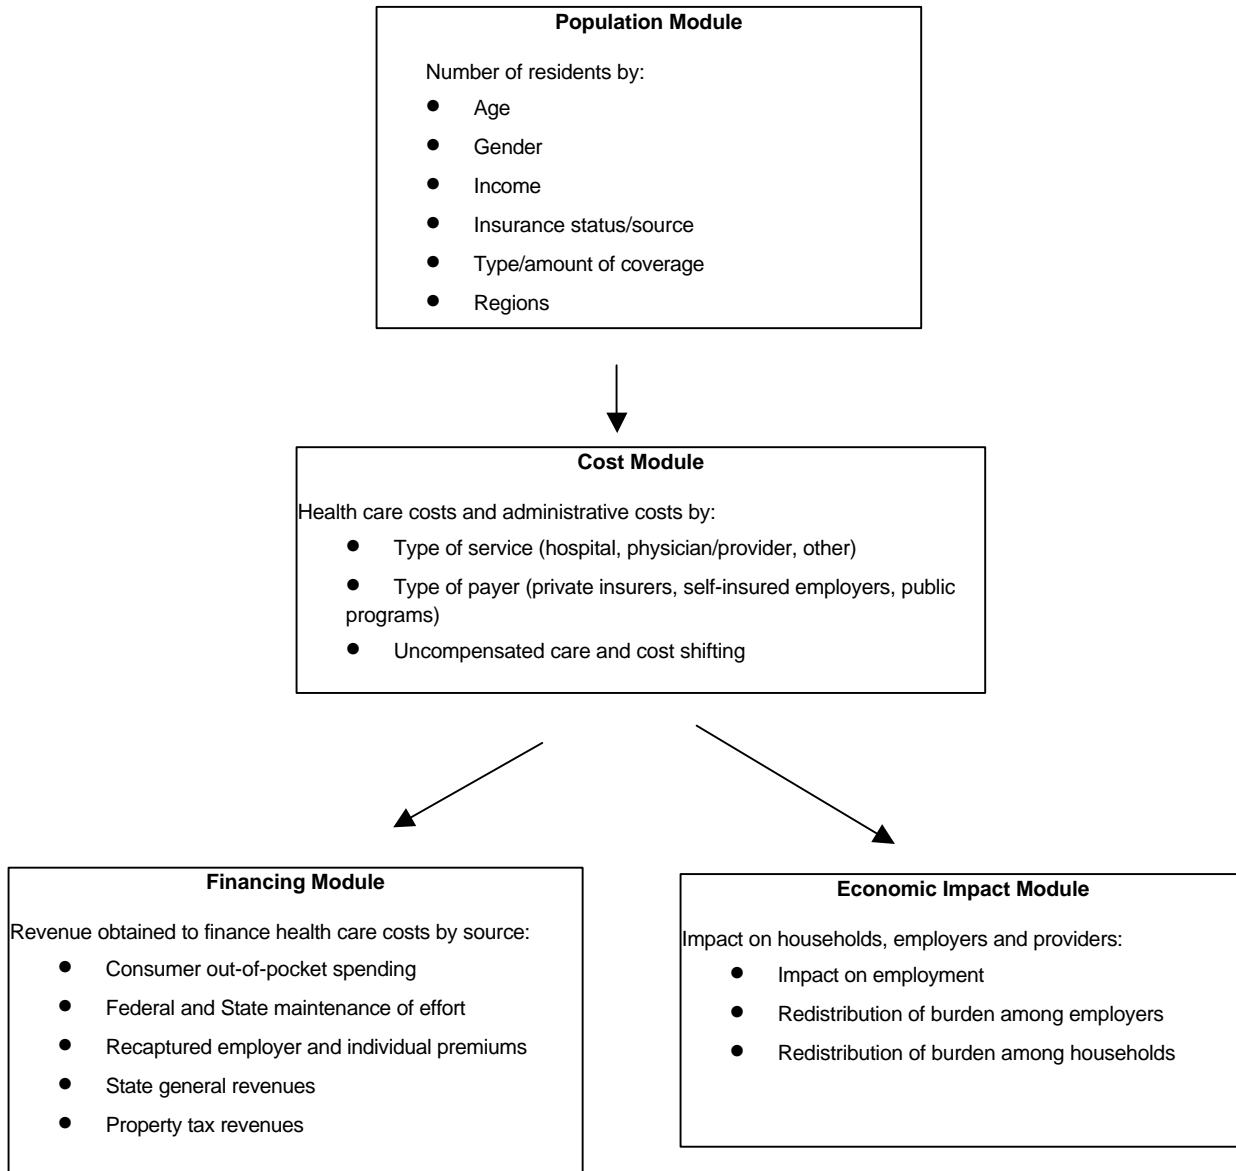 Population Module
Number of residents by:
● Age
● Gender
● Income
● Insurance status/source
● Type/amount of coverage
● Regions
Cost Module
Health care costs and administrative costs by:
● Type of service (hospital, physician/provider, other)
● Type of payer (private insurers, self-insured employers, public
programs)
● Uncompensated care and cost shifting
Financing Module
Revenue obtained to finance health care costs by source:
● Consumer out-of-pocket spending
● Federal and State maintenance of effort
● Recaptured employer and individual premiums
● State general revenues
● Property tax revenues
Economic Impact Module
Impact on households, employers and providers:
● Impact on employment
● Redistribution of burden among employers
● Redistribution of burden among households